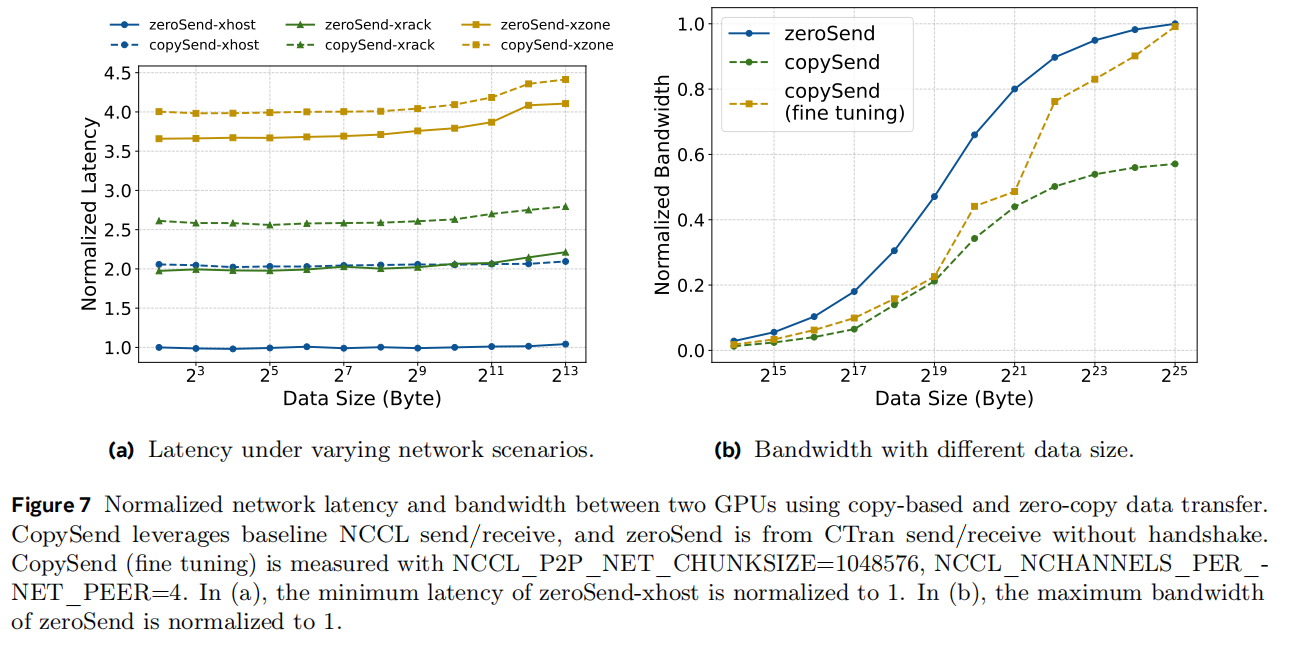 zeroSend-xhost zeroSend-xrack zeroSend-xzone
copySend-xhost copySend-xrack copySend-xzone
4.5
4.0
3.5
3.0
2.5
2.0
1.5
1.0
Normalized Latency
2^3 2^5 2^7 2^9 2^11 2^13
Data Size (Byte)
(a) Latency under varying network scenarios.
zeroSend
copySend
copySend
(fine tuning)
1.0
0.8
0.6
0.4
0.2
0.0
Normalized Bandwidth
2^15 2^17 2^19 2^21 2^23 2^25
Data Size (Byte)
(b) Bandwidth with different data size.
Figure 7 Normalized network latency and bandwidth between two GPUs using copy-based and zero-copy data transfer.
CopySend leverages baseline NCCL send/receive, and zeroSend is from CTran send/receive without handshake.
CopySend (fine tuning) is measured with NCCL_P2P_NET_CHUNKSIZE=1048576, NCCL_NCHANNELS_PER_-
NET_PEER=4. In (a), the minimum latency of zeroSend-xhost is normalized to 1. In (b), the maximum bandwidth
of zeroSend is normalized to 1.